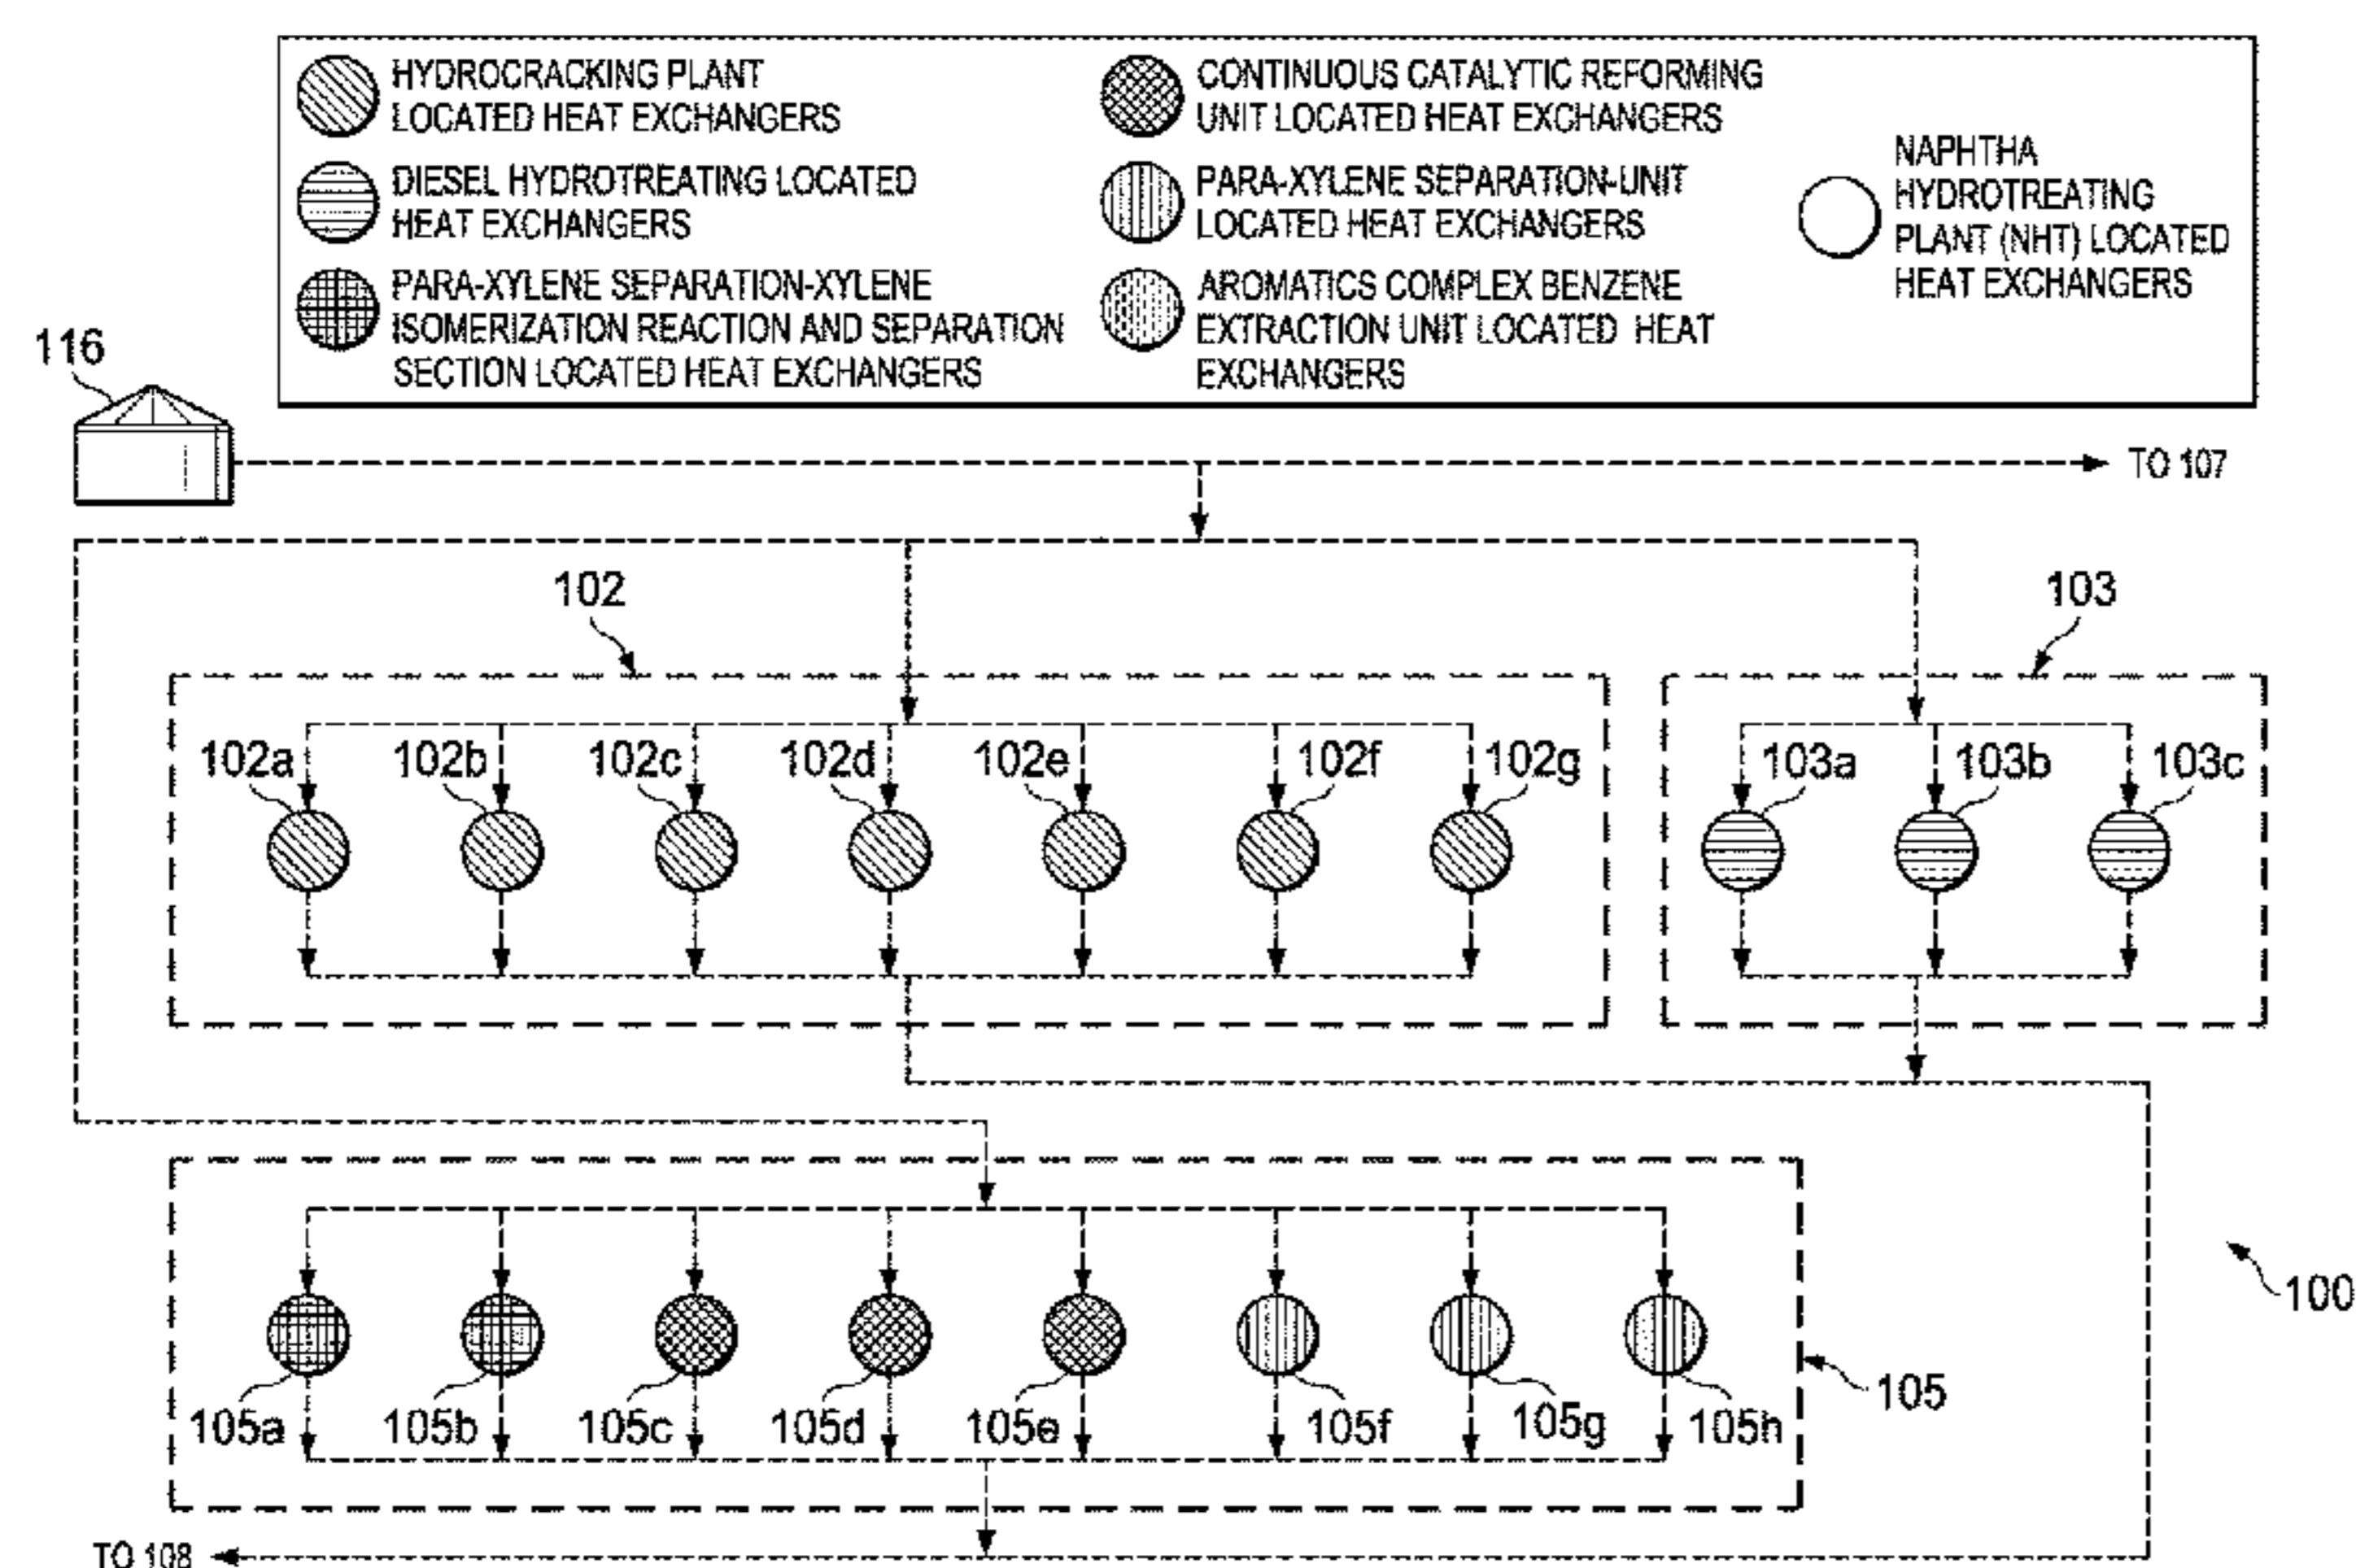 HYDROCRACKING PLANT
LOCATED HEAT EXCHANGERS
DIESEL HYDROTREATING LOCATED
HEAT EXCHANGERS
PARA-XYLENE SEPARATION-XYLENE
ISOMERIZATION REACTION AND SEPARATION
SECTION LOCATED HEAT EXCHANGERS
CONTINUOUS CATALYTIC REFORMING
UNIT LOCATED HEAT EXCHANGERS
PARA-XYLENE SEPARATION-UNIT
LOCATED HEAT EXCHANGERS
AROMATICS COMPLEX BENZENE
EXTRACTION UNIT LOCATED HEAT
EXCHANGERS
NAPHTHA
HYDROTREATING
PLANT (NHT) LOCATED
HEAT EXCHANGERS
116
TO 107
102
103
102a 102b 102c 102d 102e 102f 102g 103a 103b 103c
100
105
105a 105b 105c 105d 105e 105f 105g 105h
TO 108